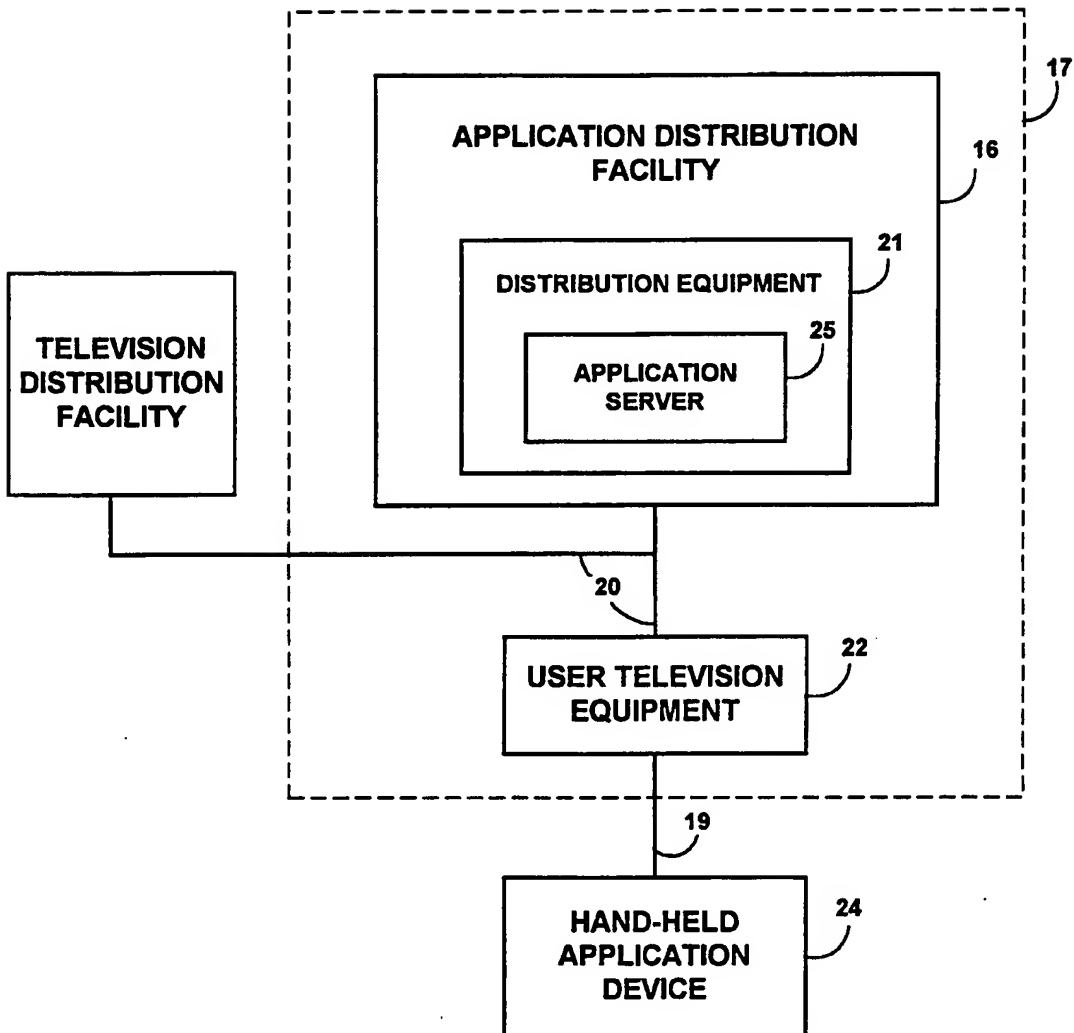 17
APPLICATION DISTRIBUTION
FACILITY
16
21
DISTRIBUTION EQUIPMENT
25
APPLICATION
SERVER
TELEVISION
DISTRIBUTION
FACILITY
20
USER TELEVISION
EQUIPMENT
22
19
HAND-HELD
APPLICATION
DEVICE
24